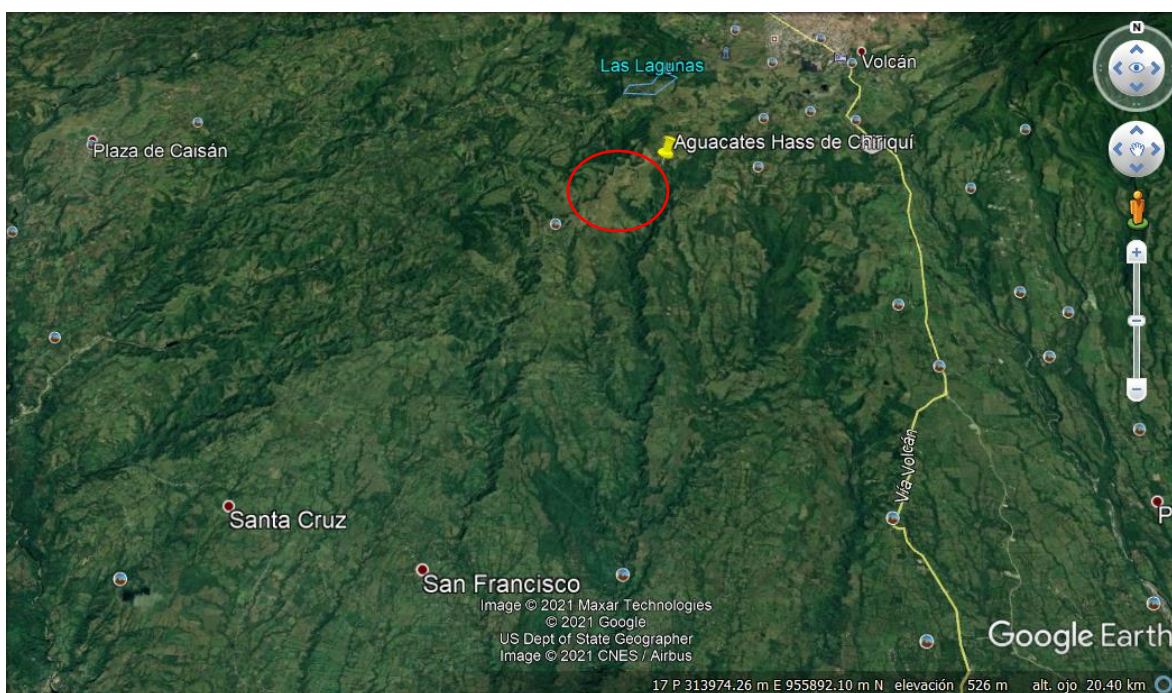 N
Las Lagunas
Volcán
Aguacates Hass de Chiriquí
Plaza de Caisán
Vía Volcán
Santa Cruz
P
San Francisco
Image © 2021 Maxar Technologies
© 2021 Google
US Dept of State Geographer
Image © 2021 CNES / Airbus
Google Earth
17 P 313974.26 m E 955892.10 m N elevación 526 m alt. ojo 20.40 km